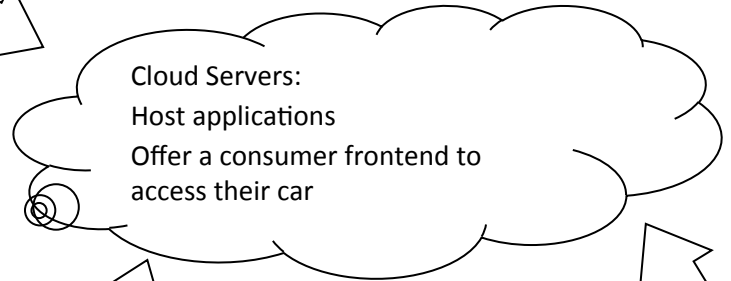 Cloud Servers:
Host applications
Offer a consumer frontend to
access their car